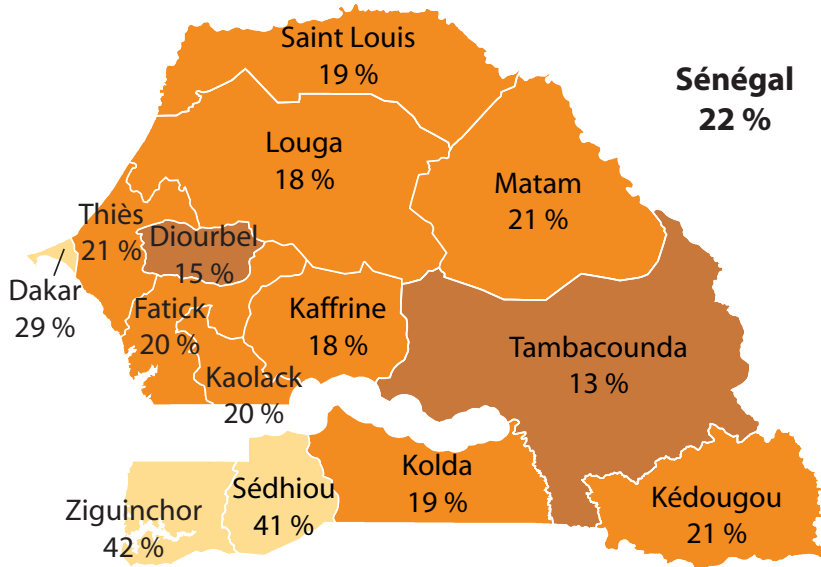 Saint Louis
19 %
Sénégal
22 %
Louga
18 %
Matam
21 %
Thiès
21 %
Diourbel
15 %
Dakar
29 %
Fatick
20 %
Kaffrine
18 %
Tambacounda
13 %
Kaolack
20 %
Kolda
19 %
Sédhiou
41 %
Ziguinchor
42 %
Kédougou
21 %